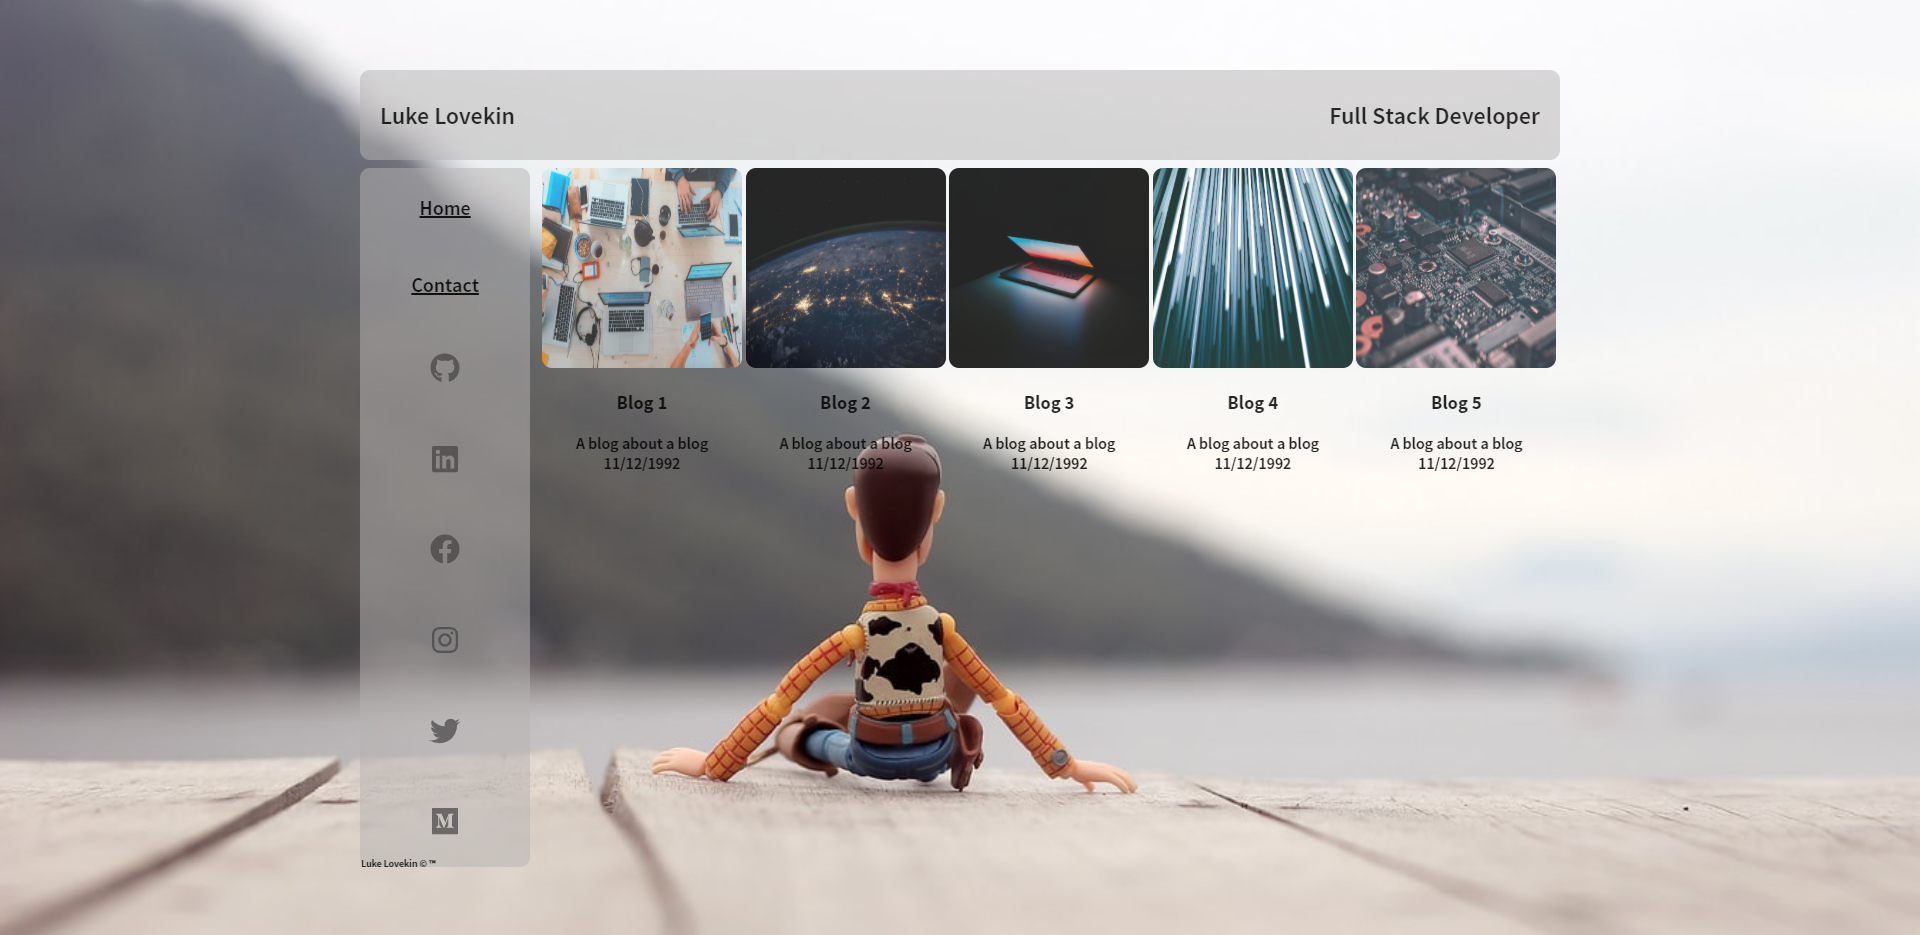 Luke Lovekin
Full Stack Developer
Home
Contact
Blog 1
A blog about a blog
11/12/1992
Blog 2
A blog about a blog
11/12/1992
Blog 3
A blog about a blog
11/12/1992
Blog 4
A blog about a blog
11/12/1992
Blog 5
A blog about a blog
11/12/1992
Luke Lovekin © ™